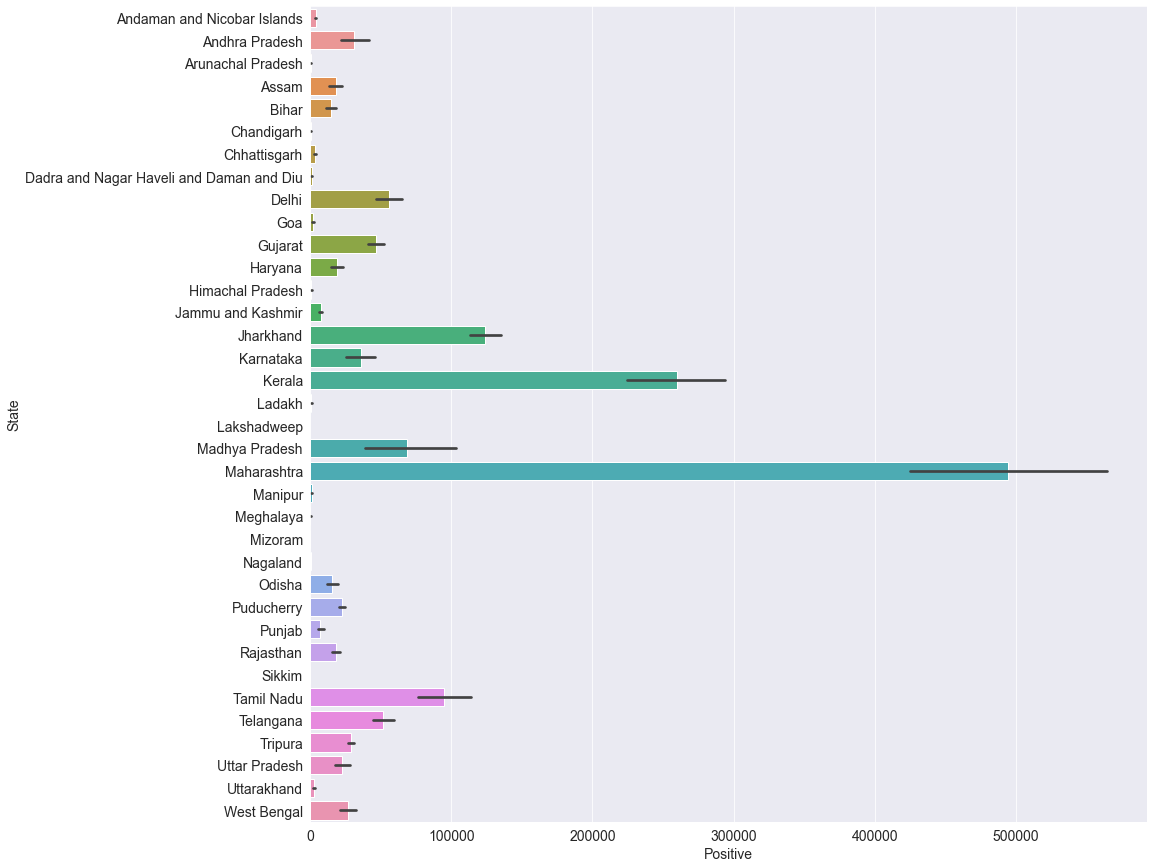 Andaman and Nicobar Islands
Andhra Pradesh
Arunachal Pradesh
Assam
Bihar
Chandigarh
Chhattisgarh
Dadra and Nagar Haveli and Daman and Diu
Delhi
Goa
Gujarat
Haryana
Himachal Pradesh
Jammu and Kashmir
Jharkhand
Karnataka
Kerala
Ladakh
Lakshadweep
Madhya Pradesh
Maharashtra
Manipur
Meghalaya
Mizoram
Nagaland
Odisha
Puducherry
Punjab
Rajasthan
Sikkim
Tamil Nadu
Telangana
Tripura
Uttar Pradesh
Uttarakhand
West Bengal
State
0 100000 200000 300000 400000 500000
Positive